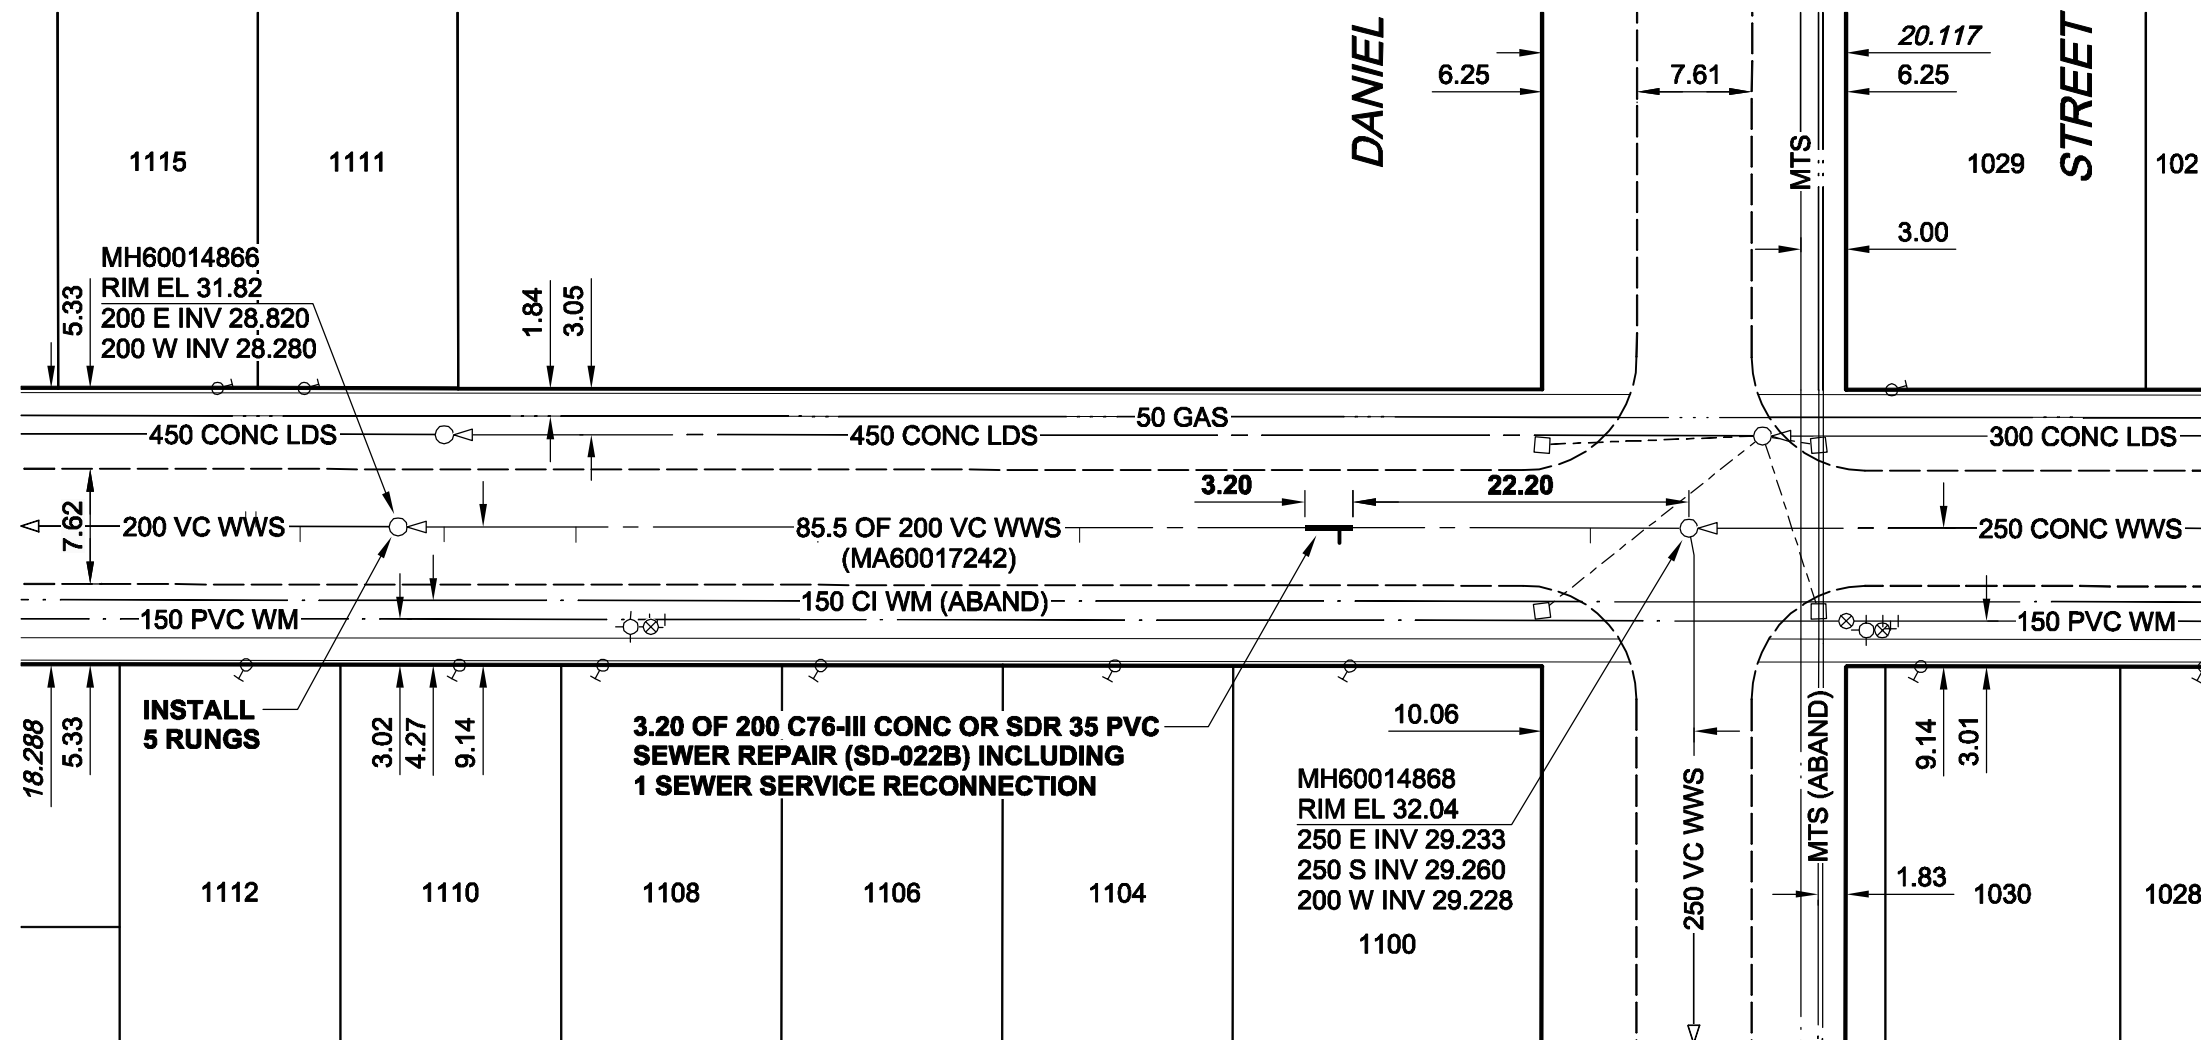 DANIEL
STREET
20.117
6.25
7.61
6.25
1115
1111
MTS
1029
102
3.00
MH60014866
RIM EL 31.82
200 E INV 28.820
200 W INV 28.280
5.33
1.84
3.05
50 GAS
450 CONC LDS
450 CONC LDS
300 CONC LDS
3.20
22.20
7.62
200 VC WWS
85.5 OF 200 VC WWS
(MA60017242)
250 CONC WWS
150 CI WM (ABAND)
150 PVC WM
150 PVC WM
INSTALL
5 RUNGS
18.288
5.33
3.02
4.27
9.14
3.20 OF 200 C76-III CONC OR SDR 35 PVC
SEWER REPAIR (SD-022B) INCLUDING
1 SEWER SERVICE RECONNECTION
10.06
MH60014868
RIM EL 32.04
250 E INV 29.233
250 S INV 29.260
200 W INV 29.228
250 VC WWS
MTS (ABAND)
9.14
3.01
1.83
1112
1110
1108
1106
1104
1100
1030
1028